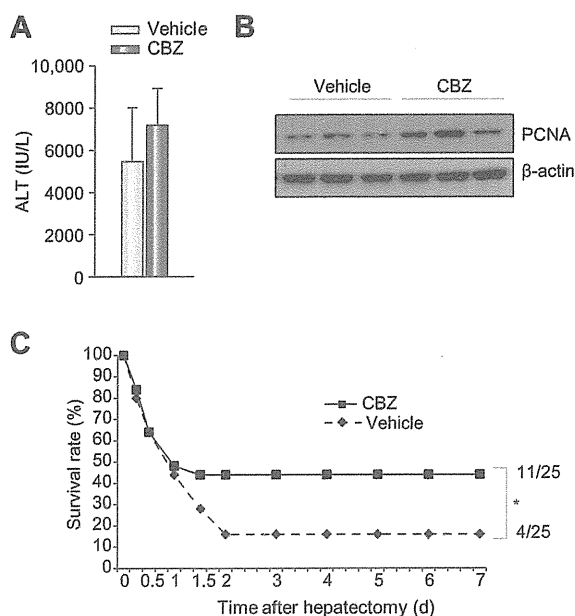 A
Vehicle
CBZ
10,000
8000
6000
4000
2000
0
ALT (IU/L)
B
Vehicle
CBZ
PCNA
β-actin
C
100
90
80
70
60
50
40
30
20
10
0
Survival rate (%)
CBZ
Vehicle
11/25
*
4/25
0 0.5 1 1.5 2 3 4 5 6 7
Time after hepatectomy (d)